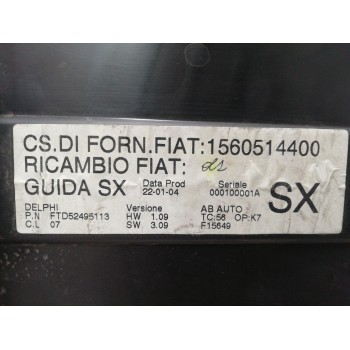 CS.DI FORN.FIAT:1560514400
RICAMBIO FIAT:
GUIDA SX Data Prod 22-01-04 Seriale 000100001A SX
DELPHI Versione AB AUTO
P.N FTD52495113 HW 1.09 TC:56 OP:K7
C.L 07 SW 3.09 F15649